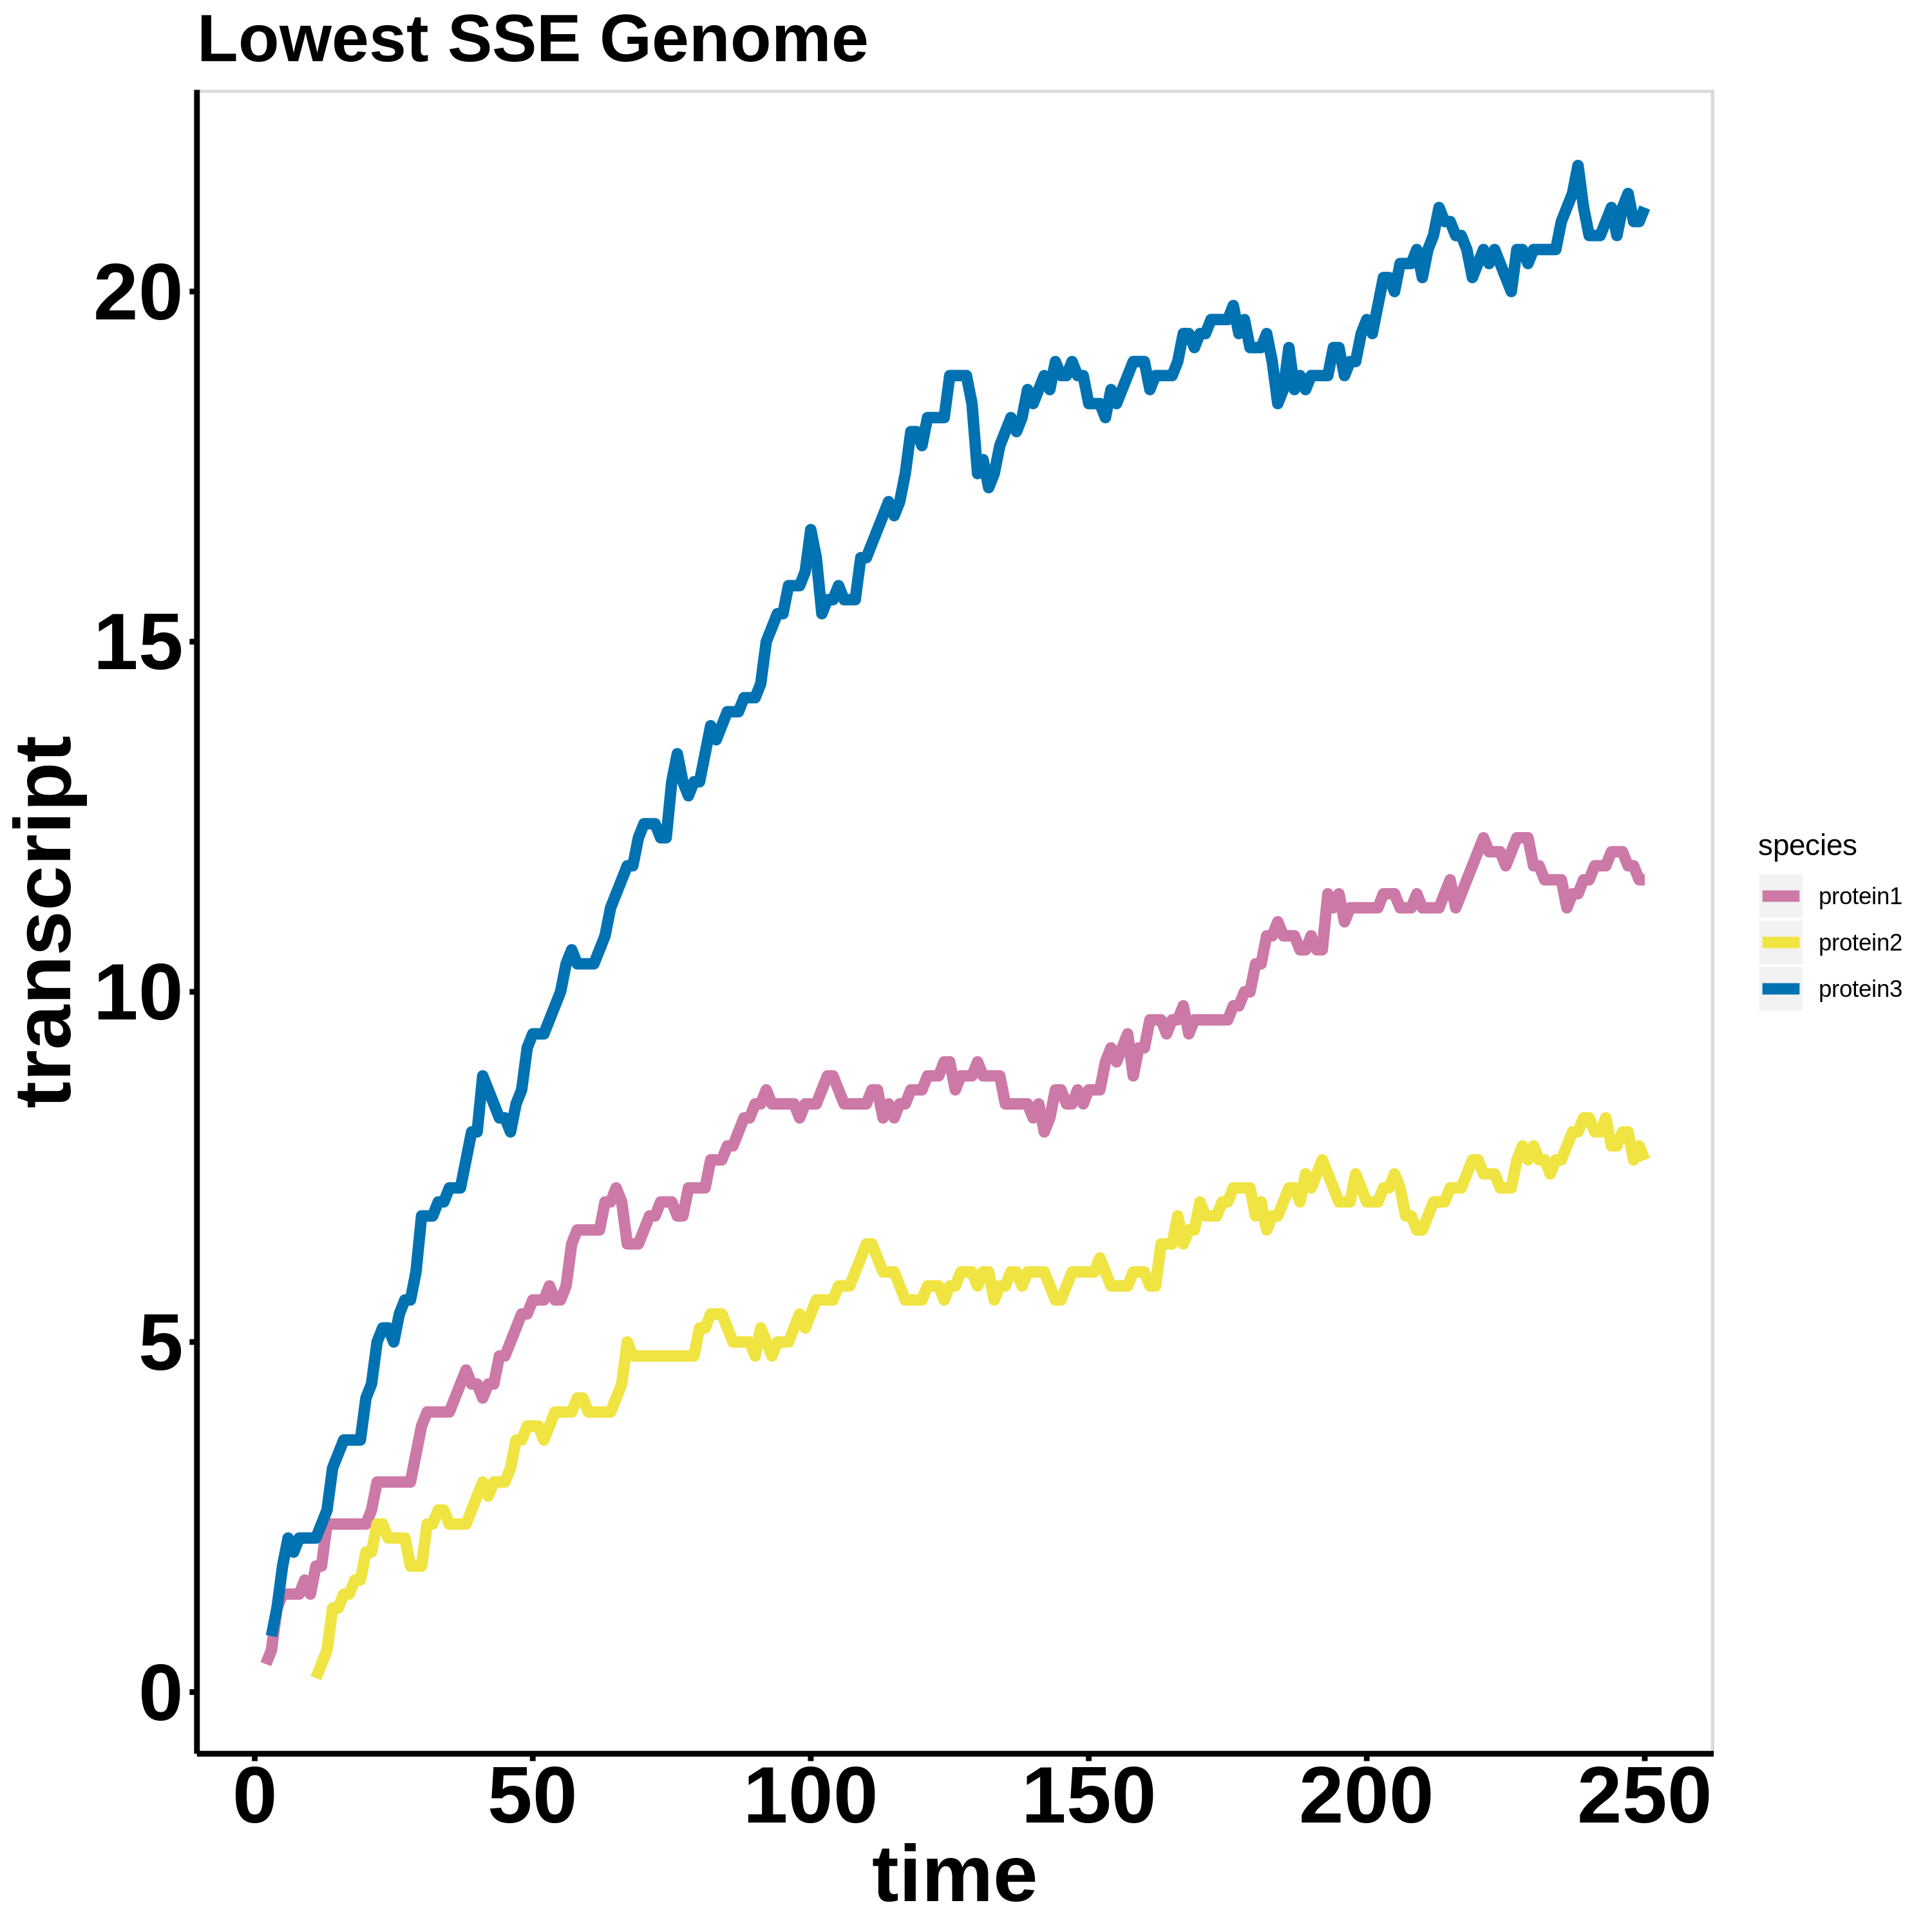 Lowest SSE Genome
transcript
20
15
10
5
0
0 50 100 150 200 250
time
species
protein1
protein2
protein3